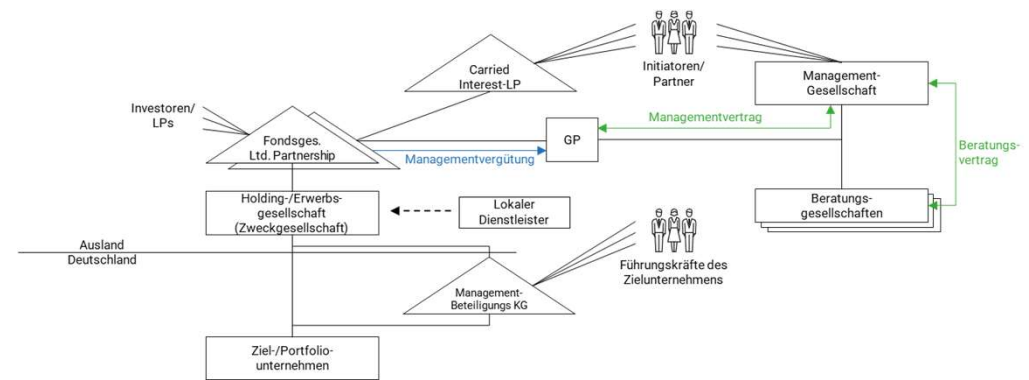 Initiatoren/
Partner
Carried
Interest-LP
Management-
Gesellschaft
Investoren/
LPs
Fondsges.
Ltd. Partnership
GP
Managementvertrag
Managementvergütung
Beratungs-
vertrag
Holding-/Erwerbs-
gesellschaft
(Zweckgesellschaft)
Lokaler
Dienstleister
Beratungs-
gesellschaften
Ausland
Deutschland
Führungskräfte des
Zielunternehmens
Management-
Beteiligungs KG
Ziel-/Portfolio-
unternehmen